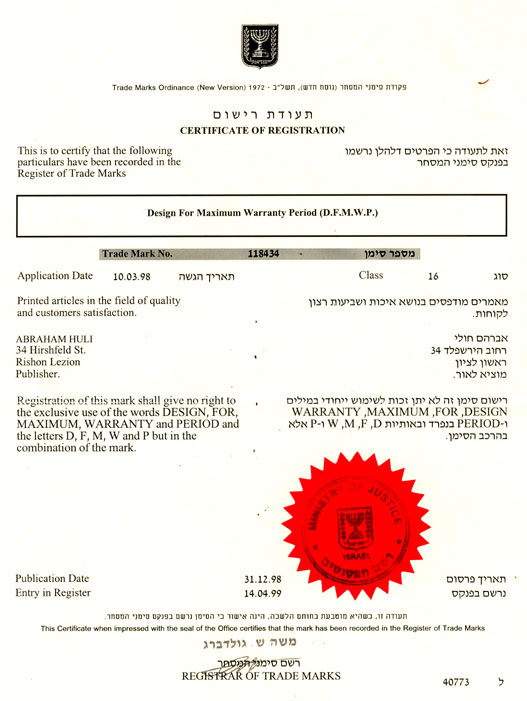 Trade Marks Ordinance (New Version) 1972 - פקודת סימני המסחר (נוסח חדש), תשל"ב
תעודת רישום
CERTIFICATE OF REGISTRATION
This is to certify that the following
particulars have been recorded in the
Register of Trade Marks
זאת לתעודה כי הפרטים דלהלן נרשמו
בפנקס סימני המסחר
Design For Maximum Warranty Period (D.F.M.W.P.)
Trade Mark No. 118434 - מספר סימן
Application Date 10.03.98 תאריך הגשה Class 16 סוג
Printed articles in the field of quality
and customers satisfaction.
מאמרים מודפסים בנושא איכות ושביעות רצון
לקוחות.
ABRAHAM HULI
34 Hirshfeld St.
Rishon Lezion
Publisher.
אברהם חולי
רחוב הירשפלד 34
ראשון לציון
מוציא לאור.
Registration of this mark shall give no right to
the exclusive use of the words DESIGN, FOR,
MAXIMUM, WARRANTY and PERIOD and
the letters D, F, M, W and P but in the
combination of the mark.
רישום סימן זה לא יתן זכות לשימוש ייחודי במילים
DESIGN, FOR, MAXIMUM, WARRANTY
ו-PERIOD בנפרד ובאותיות D, F, M, W ו-P אלא
בהרכב הסימן.
MINISTRY OF JUSTICE
ISRAEL
רשם הפטנטים
Publication Date 31.12.98 תאריך פרסום
Entry in Register 14.04.99 נרשם בפנקס
תעודה זו, כשהיא מוטבעת בחותם הלשכה, הינה אישור כי הסימן נרשם בפנקס סימני המסחר.
This Certificate when impressed with the seal of the Office certifies that the mark has been recorded in the Register of Trade Marks
משה ש. גולדברג
רשם סימני המסחר
REGISTRAR OF TRADE MARKS
40773 ל